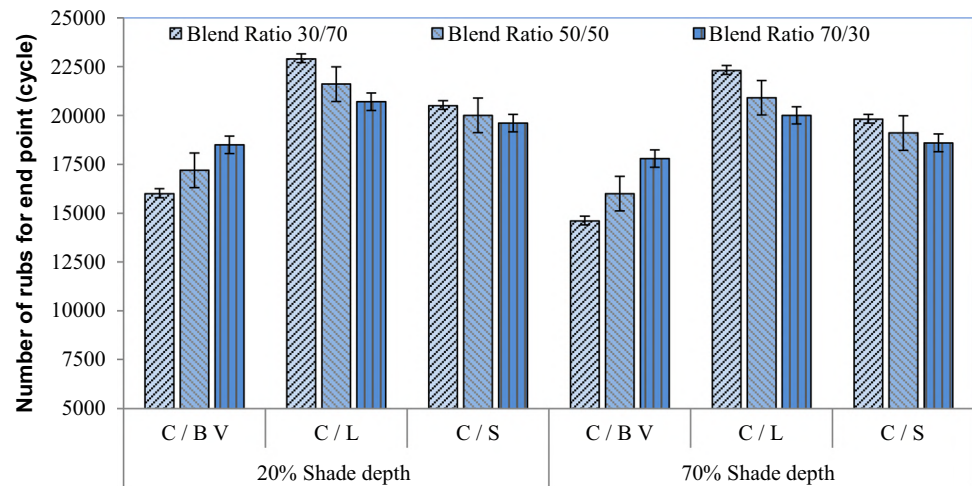 Number of rubs for end point (cycle)
25000
22500
20000
17500
15000
12500
10000
7500
5000
Blend Ratio 30/70 Blend Ratio 50/50 Blend Ratio 70/30
C / B V C / L C / S C / B V C / L C / S
20% Shade depth 70% Shade depth